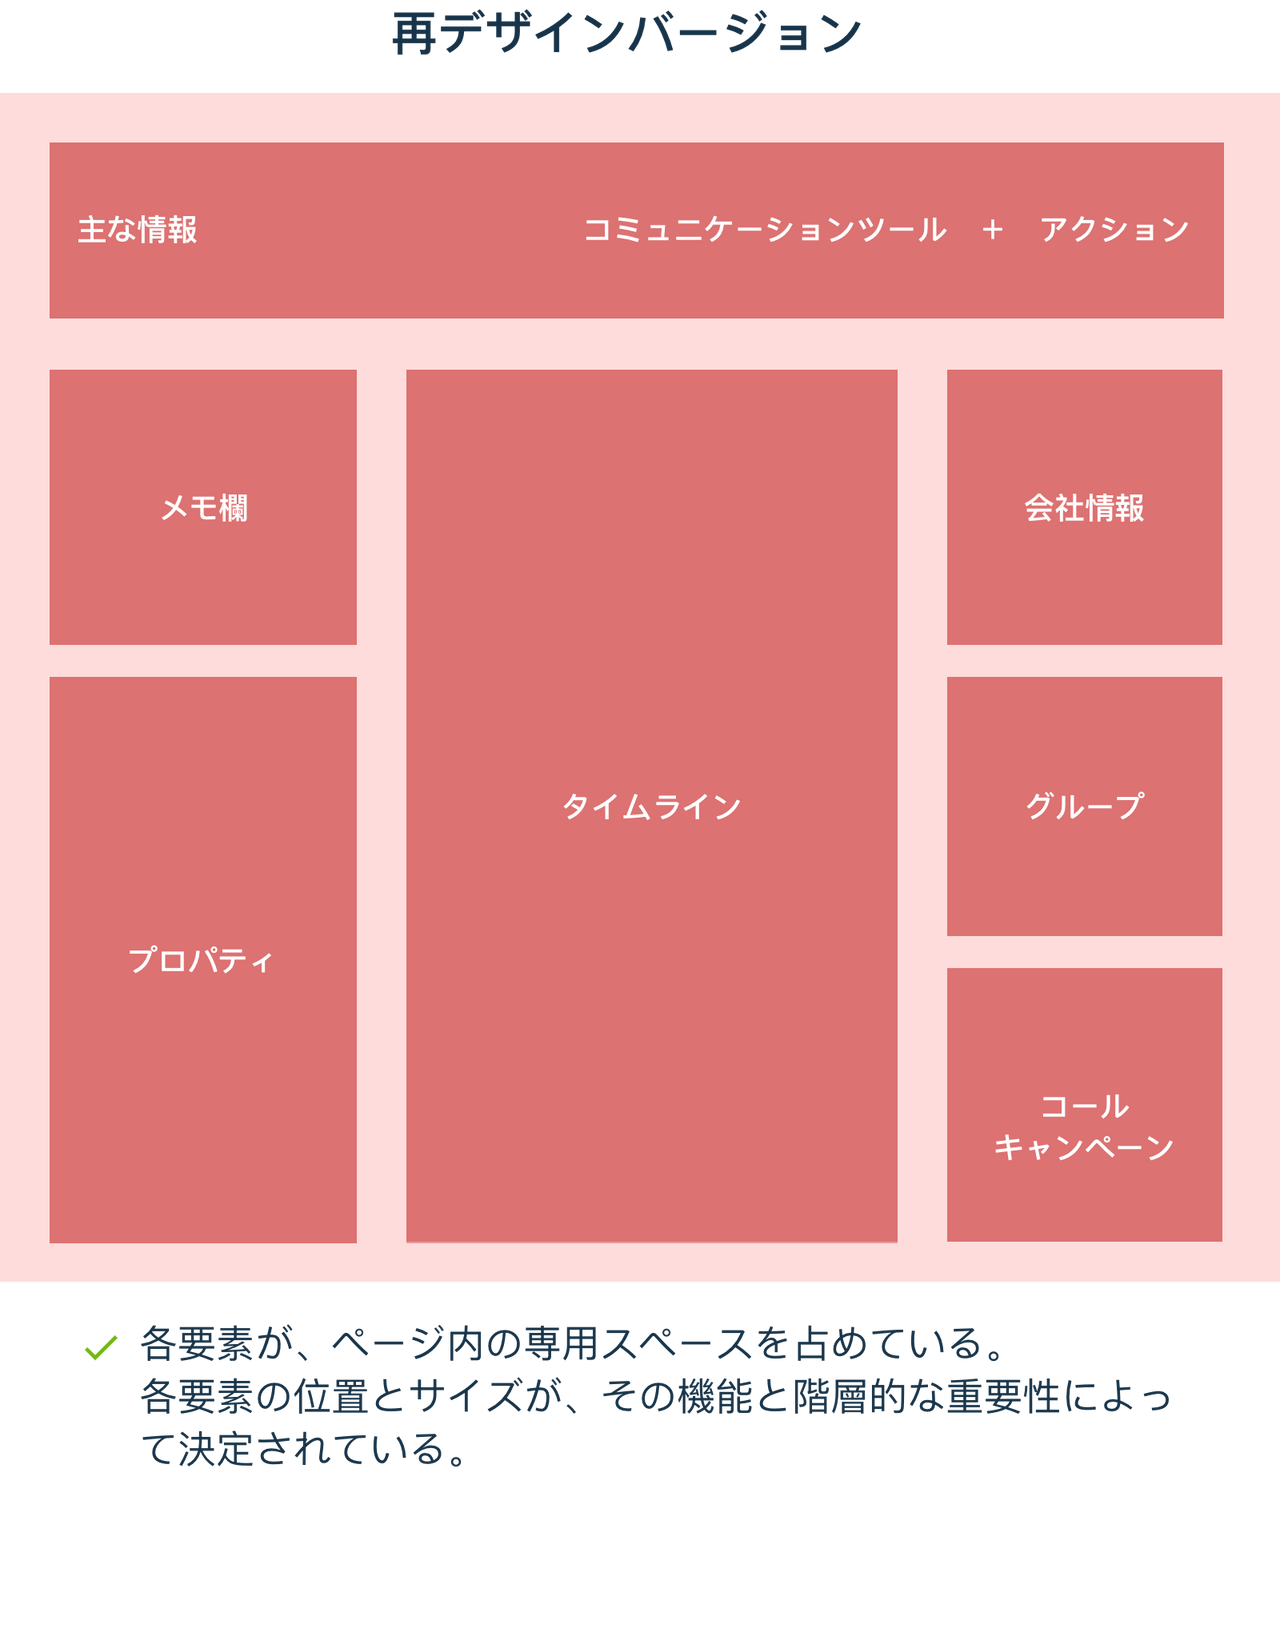 再デザインバージョン
主な情報
コミュニケーションツール + アクション
メモ欄
会社情報
タイムライン
グループ
プロパティ
コール
キャンペーン
各要素が、ページ内の専用スペースを占めている。
各要素の位置とサイズが、その機能と階層的な重要性によっ
て決定されている。